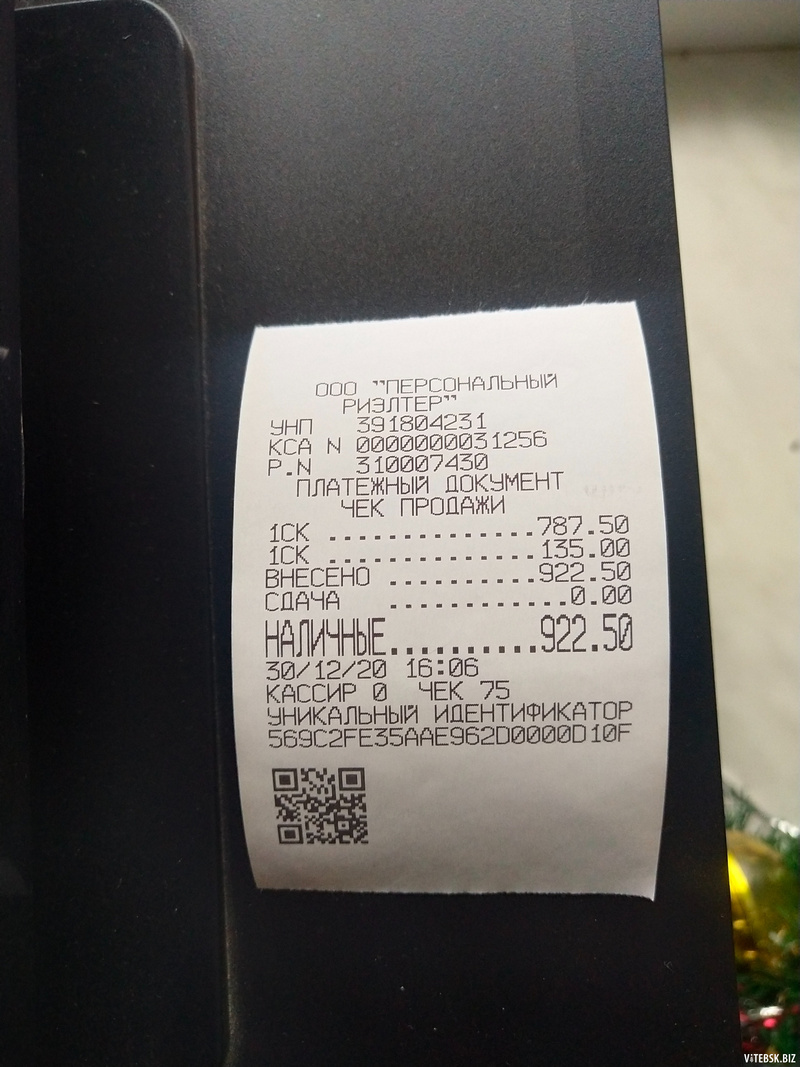 ООО "ПЕРСОНАЛЬНЫЙ
РИЭЛТЕР"
УНП 391804231
КСА N 0000000031256
Р.N 310007430
ПЛАТЕЖНЫЙ ДОКУМЕНТ
ЧЕК ПРОДАЖИ
1СК ..............787.50
1СК ..............135.00
ВНЕСЕНО ..........922.50
СДАЧА ............0.00
НАЛИЧНЫЕ..........922.50
30/12/20 16:06
КАССИР 0 ЧЕК 75
УНИКАЛЬНЫЙ ИДЕНТИФИКАТОР
569C2FE35AAE962D0000D10F
ViTEBSK.BIZ